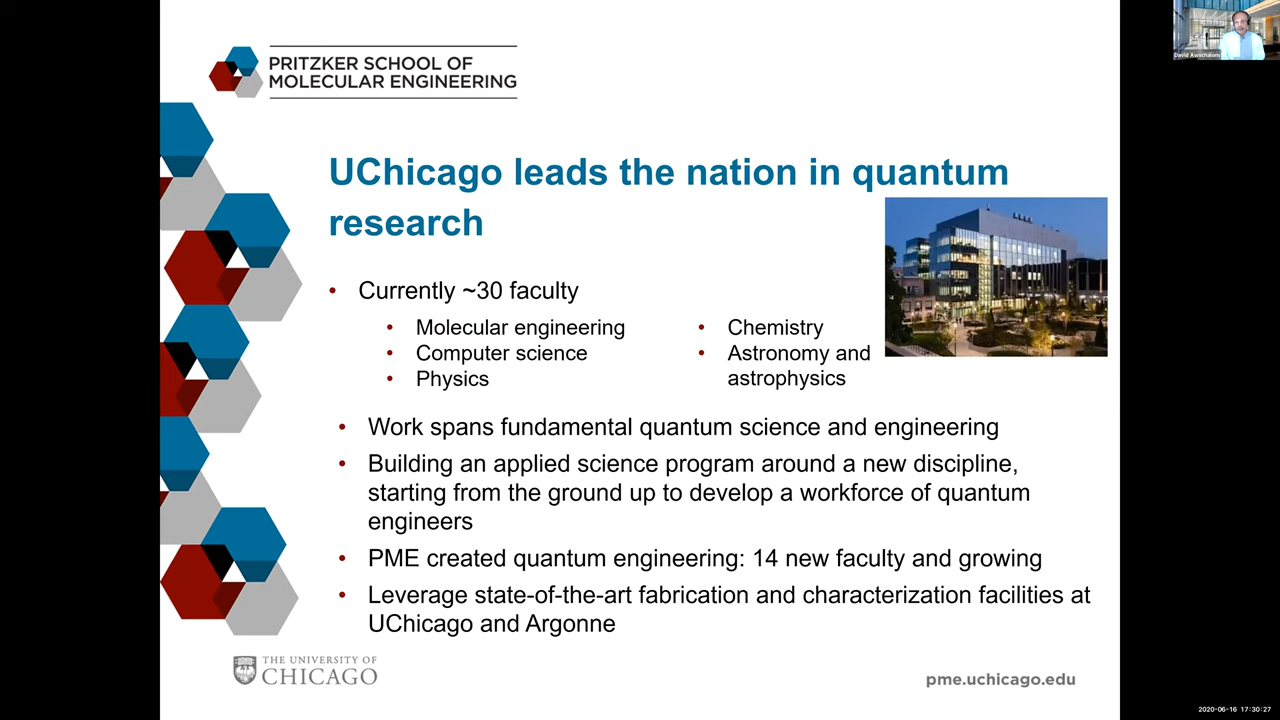 David Awschalom
PRITZKER SCHOOL OF
MOLECULAR ENGINEERING
UChicago leads the nation in quantum
research
• Currently ~30 faculty
• Molecular engineering
• Computer science
• Physics
• Chemistry
• Astronomy and
astrophysics
• Work spans fundamental quantum science and engineering
• Building an applied science program around a new discipline,
starting from the ground up to develop a workforce of quantum
engineers
• PME created quantum engineering: 14 new faculty and growing
• Leverage state-of-the-art fabrication and characterization facilities at
UChicago and Argonne
THE UNIVERSITY OF
CHICAGO
pme.uchicago.edu
2020-06-16 17:30:27